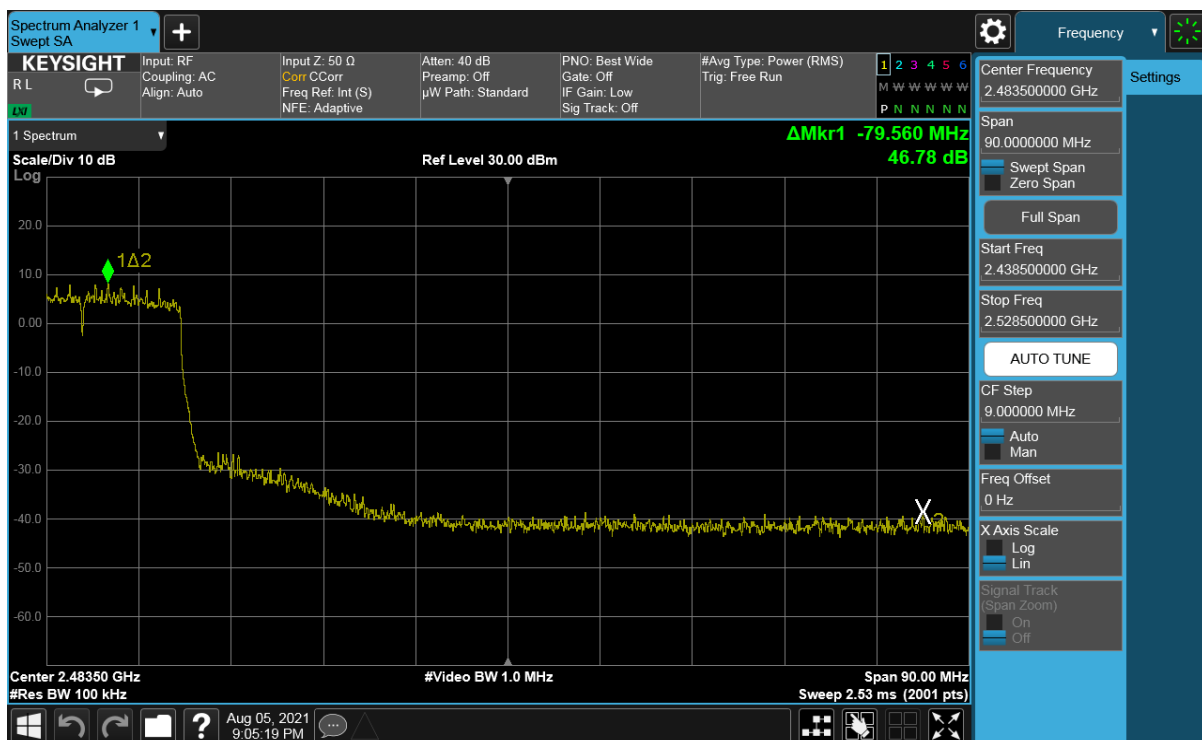 Spectrum Analyzer 1
Swept SA
Frequency
KEYSIGHT
R L
LXI
Input: RF
Coupling: AC
Align: Auto
Input Z: 50 Ω
Corr CCorr
Freq Ref: Int (S)
NFE: Adaptive
Atten: 40 dB
Preamp: Off
µW Path: Standard
PNO: Best Wide
Gate: Off
IF Gain: Low
Sig Track: Off
#Avg Type: Power (RMS)
Trig: Free Run
1 2 3 4 5 6
M W W W W W
P N N N N N
1 Spectrum
Scale/Div 10 dB
Log
Ref Level 30.00 dBm
ΔMkr1 -79.560 MHz
46.78 dB
20.0
10.0
0.00
-10.0
-20.0
-30.0
-40.0
-50.0
-60.0
1Δ2
X2
Center 2.48350 GHz
#Res BW 100 kHz
#Video BW 1.0 MHz
Span 90.00 MHz
Sweep 2.53 ms (2001 pts)
Center Frequency
2.483500000 GHz
Span
90.0000000 MHz
Swept Span
Zero Span
Full Span
Start Freq
2.438500000 GHz
Stop Freq
2.528500000 GHz
AUTO TUNE
CF Step
9.000000 MHz
Auto
Man
Freq Offset
0 Hz
X Axis Scale
Log
Lin
Signal Track
(Span Zoom)
On
Off
Settings
?
Aug 05, 2021
9:05:19 PM